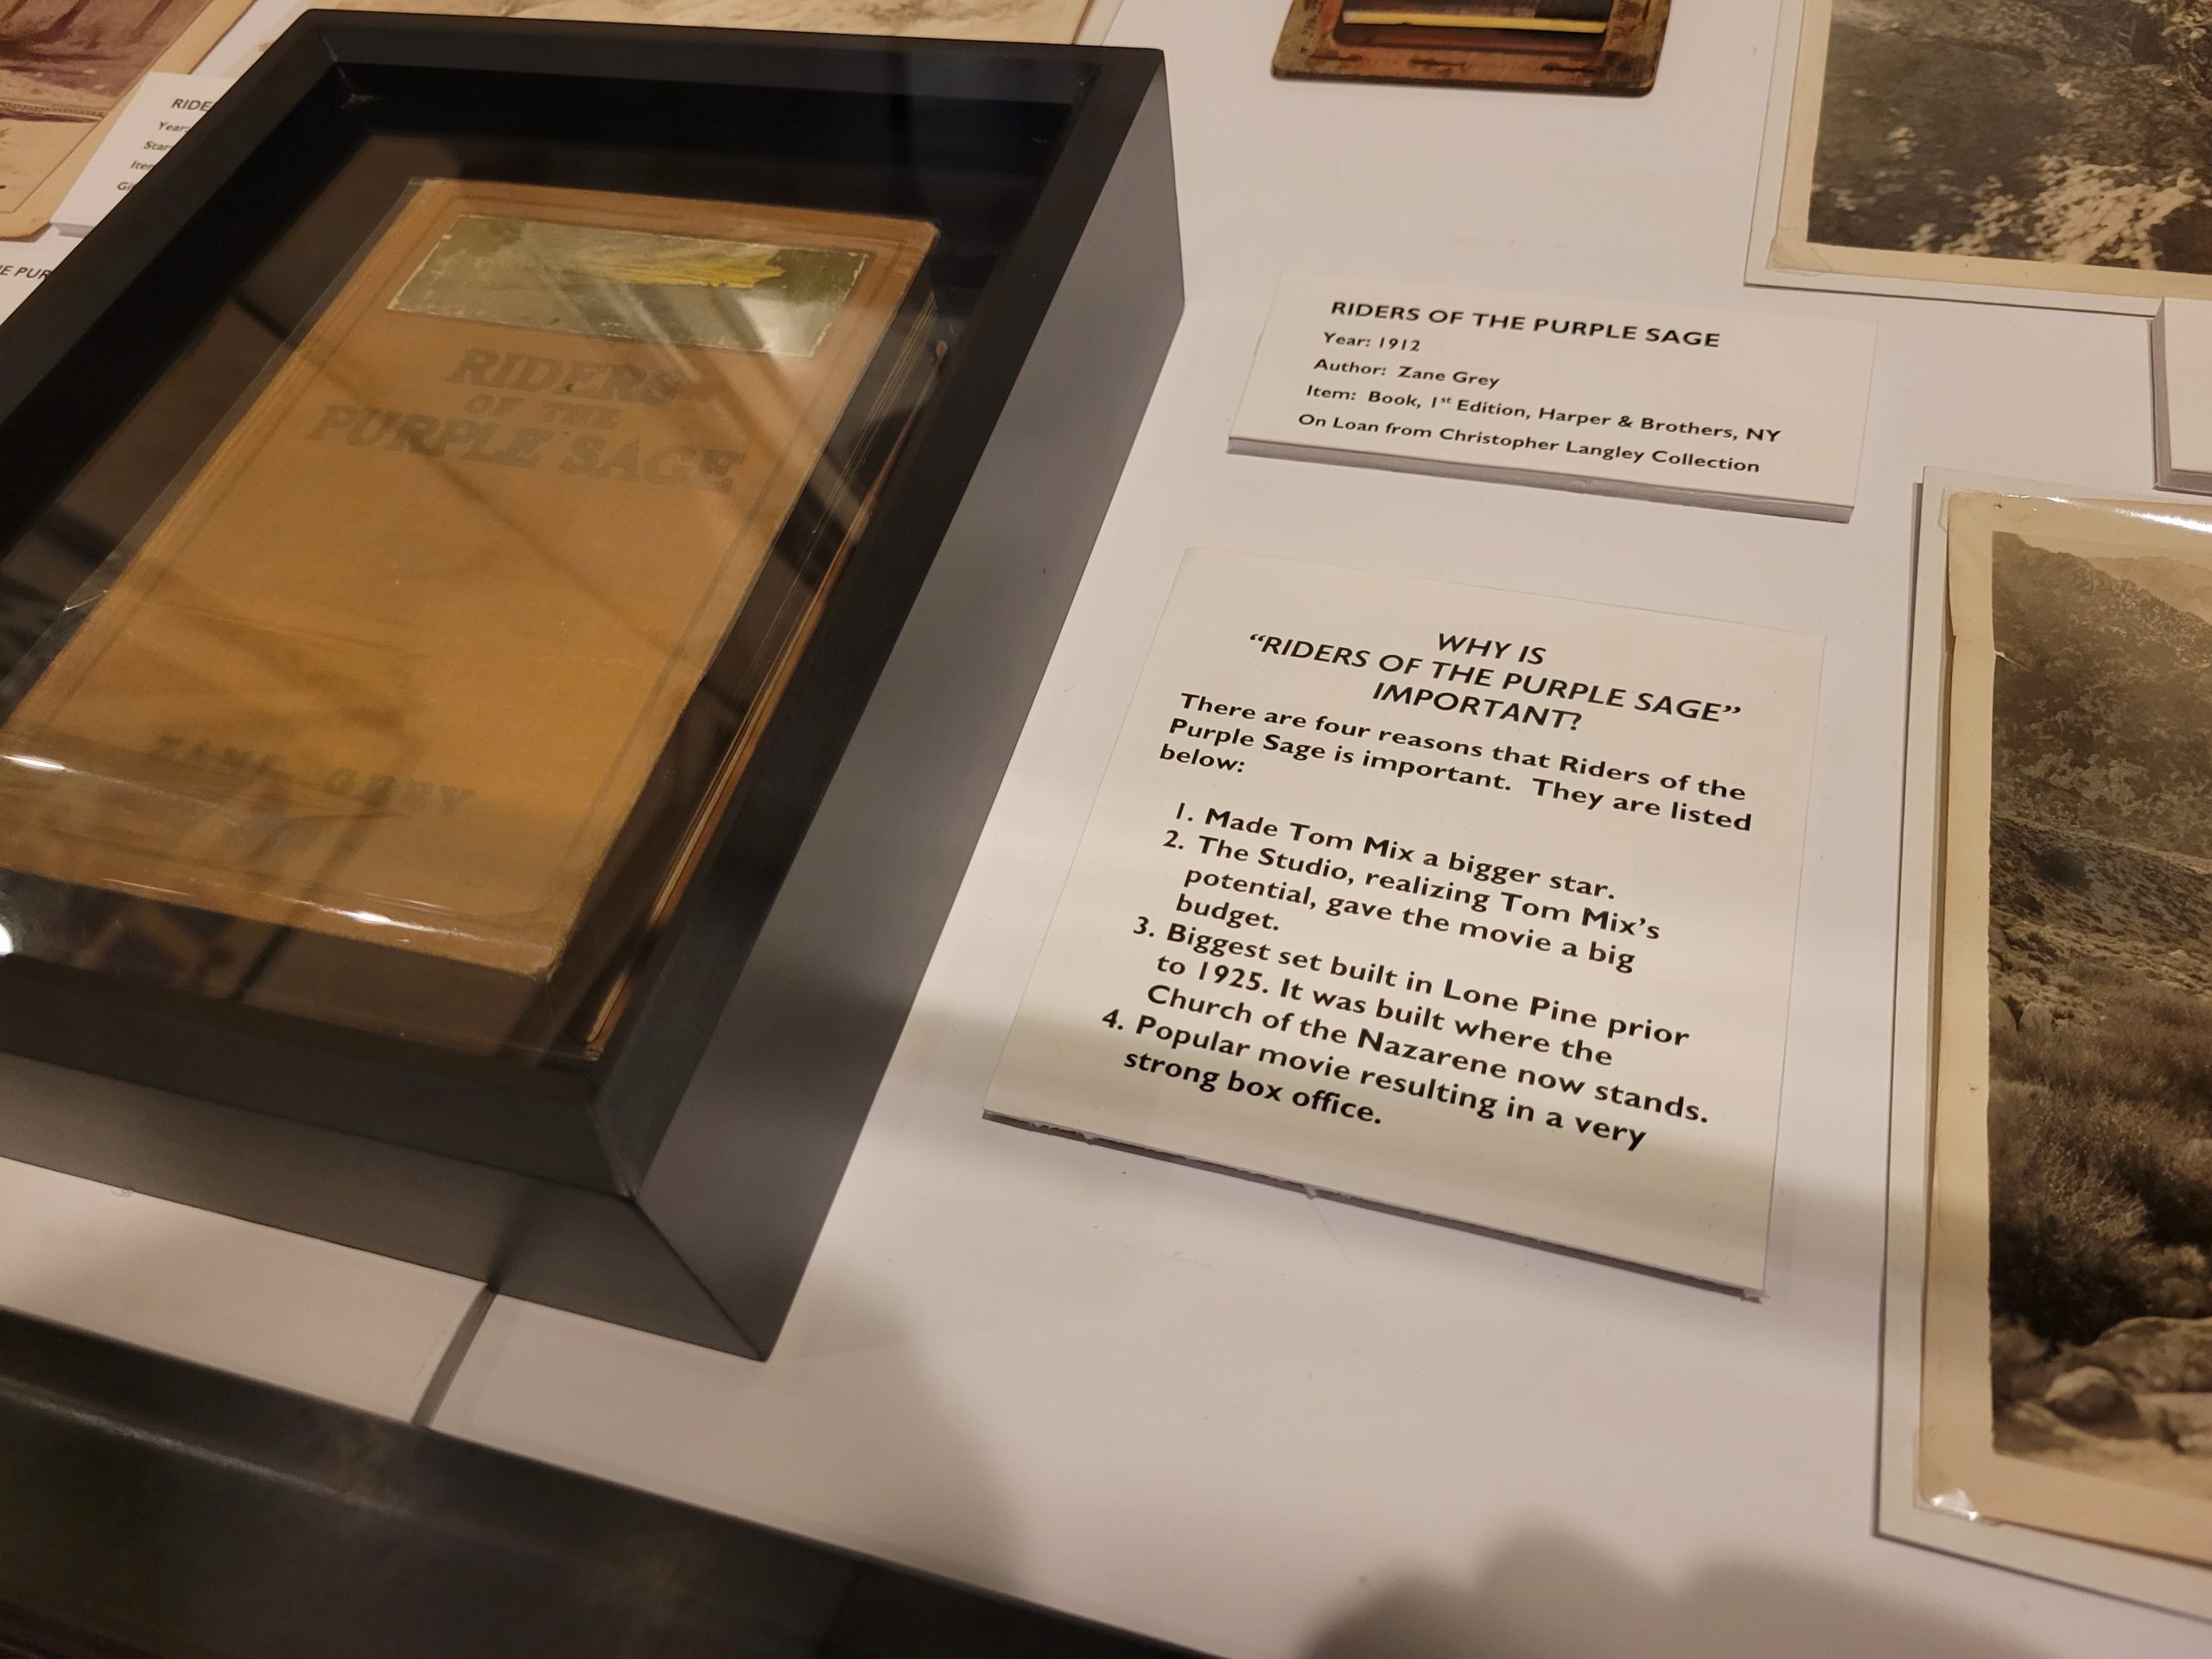 RIDERS
OF THE
PURPLE SAGE
ZANE GREY
RIDERS OF THE PURPLE SAGE
Year: 1912
Author: Zane Grey
Item: Book, 1st Edition, Harper & Brothers, NY
On Loan from Christopher Langley Collection
WHY IS
“RIDERS OF THE PURPLE SAGE”
IMPORTANT?
There are four reasons that Riders of the
Purple Sage is important. They are listed
below:
1. Made Tom Mix a bigger star.
2. The Studio, realizing Tom Mix’s
potential, gave the movie a big
budget.
3. Biggest set built in Lone Pine prior
to 1925. It was built where the
Church of the Nazarene now stands.
4. Popular movie resulting in a very
strong box office.